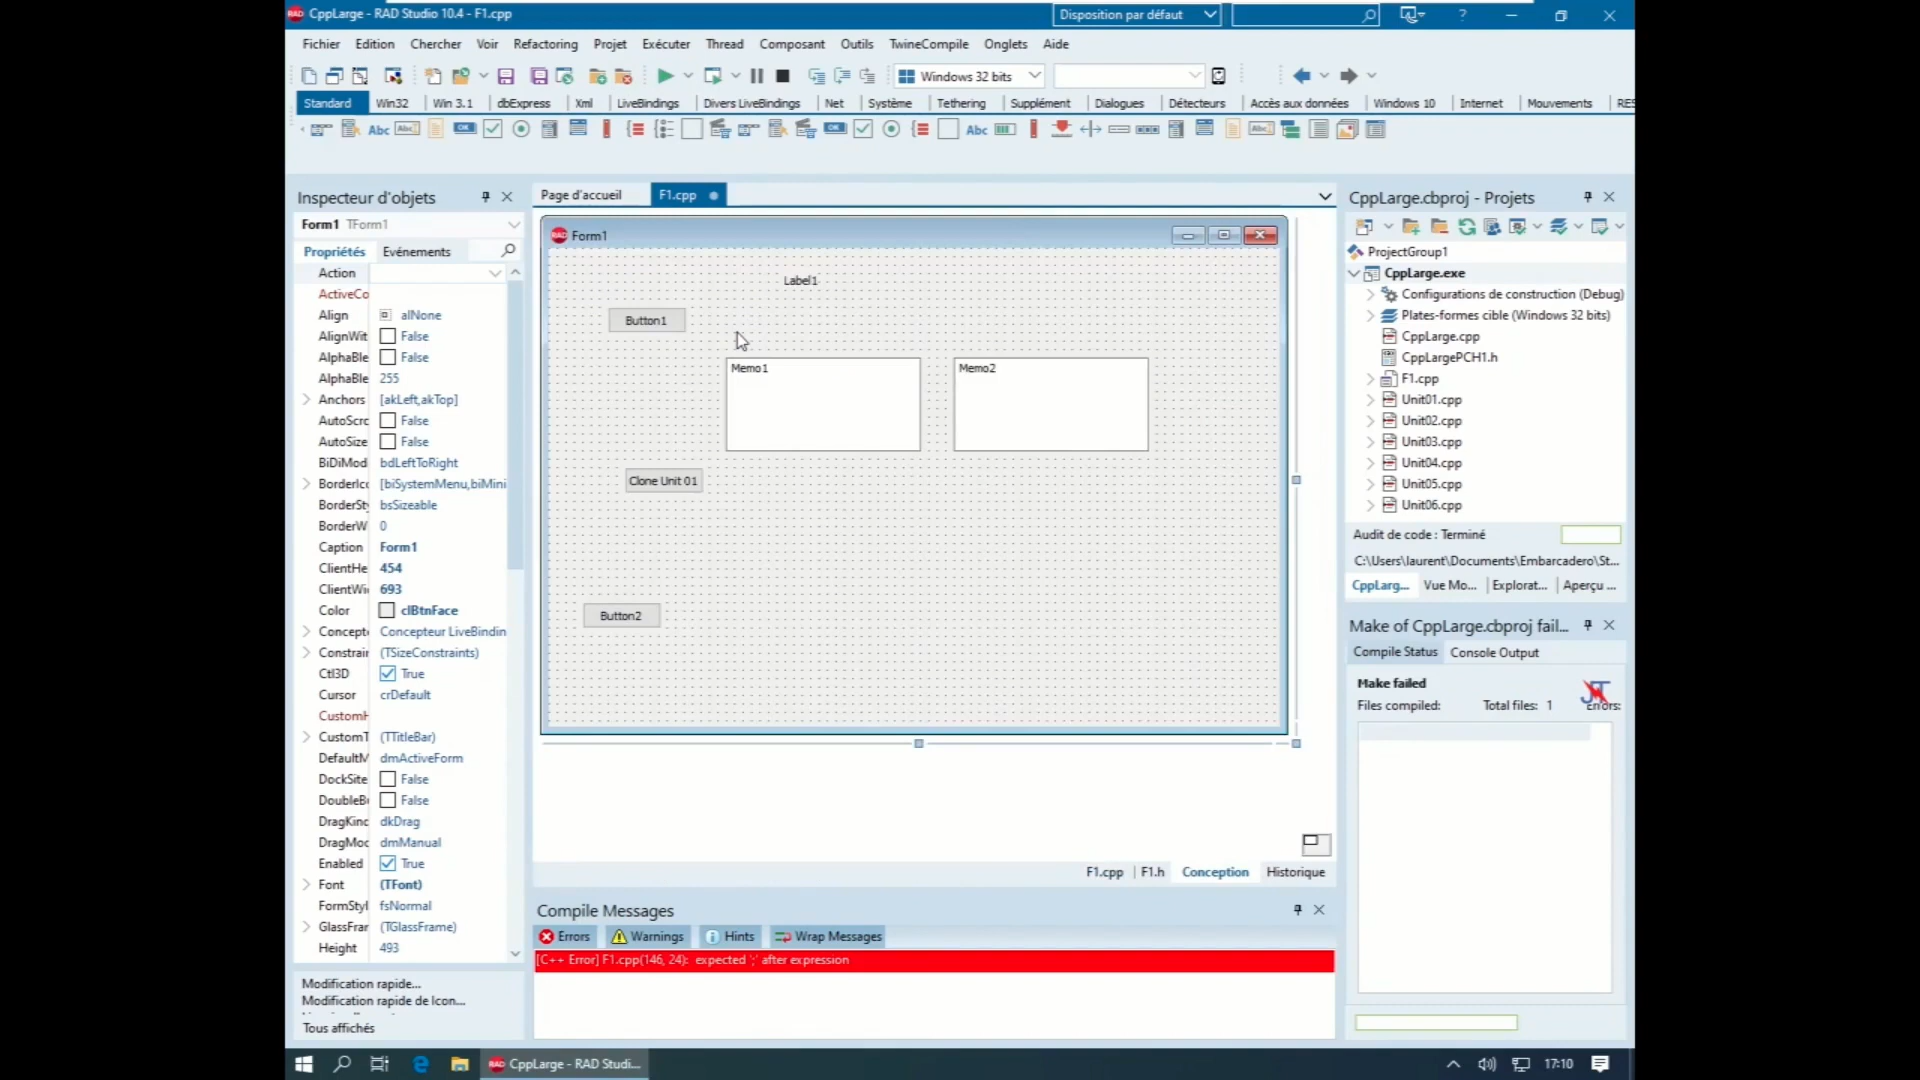 CppLarge - RAD Studio 10.4 - F1.cpp
Disposition par défaut
?
Fichier Edition Chercher Voir Refactoring Projet Exécuter Thread Composant Outils TwineCompile Onglets Aide
Windows 32 bits
Standard Win32 Win 3.1 dbExpress Xml LiveBindings Divers LiveBindings Net Système Tethering Supplément Dialogues Détecteurs Accès aux données Windows 10 Internet Mouvements RES
Abc Abc
Inspecteur d'objets
Form1 TForm1
Propriétés Evénements
Action
ActiveCo
Align alNone
AlignWit False
AlphaBle False
AlphaBle 255
Anchors [akLeft,akTop]
AutoScrc False
AutoSize False
BiDiMod bdLeftToRight
BorderIcc [biSystemMenu,biMini
BorderSty bsSizeable
BorderW 0
Caption Form1
ClientHe 454
ClientWi 693
Color clBtnFace
Concept Concepteur LiveBindin
Constrair (TSizeConstraints)
Ctl3D True
Cursor crDefault
CustomH
CustomT (TTitleBar)
DefaultM dmActiveForm
DockSite False
DoubleBu False
DragKinc dkDrag
DragMoc dmManual
Enabled True
Font (TFont)
FormStyl fsNormal
GlassFrar (TGlassFrame)
Height 493
Modification rapide...
Modification rapide de Icon...
Tous affichés
Page d'accueil F1.cpp
Form1
Label1
Button1
Memo1 Memo2
Clone Unit 01
Button2
F1.cpp F1.h Conception Historique
Compile Messages
Errors Warnings Hints Wrap Messages
[C++ Error] F1.cpp(146, 24): expected ';' after expression
CppLarge.cbproj - Projets
ProjectGroup1
CppLarge.exe
Configurations de construction (Debug)
Plates-formes cible (Windows 32 bits)
CppLarge.cpp
CppLargePCH1.h
F1.cpp
Unit01.cpp
Unit02.cpp
Unit03.cpp
Unit04.cpp
Unit05.cpp
Unit06.cpp
Audit de code : Terminé
C:\Users\laurent\Documents\Embarcadero\St...
CppLarg... Vue Mo... Explorat... Aperçu ...
Make of CppLarge.cbproj fail...
Compile Status Console Output
Make failed
Files compiled: Total files: 1 Errors:
CppLarge - RAD Studi...
17:10